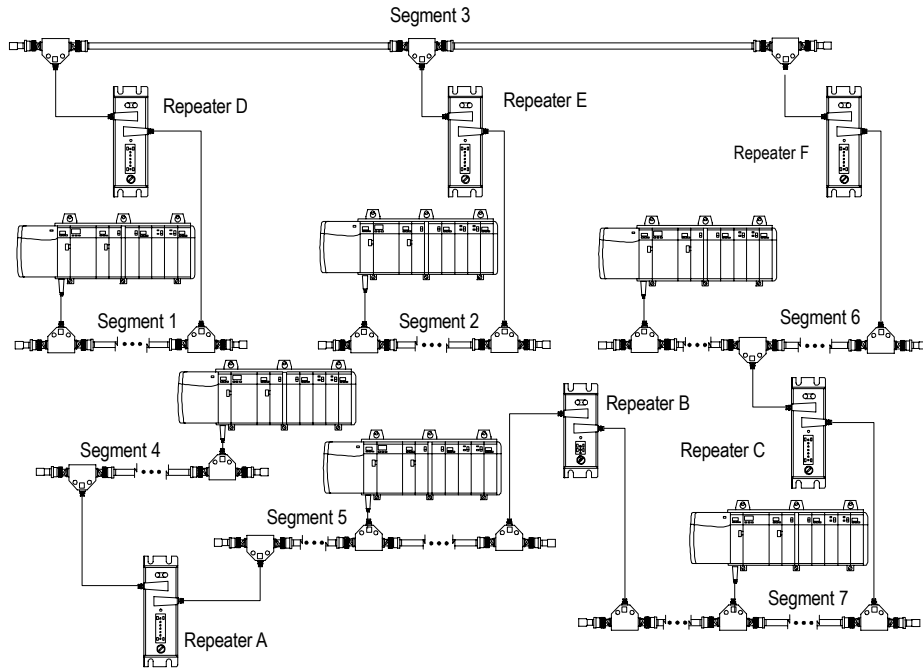 Segment 3
Repeater D
Repeater E
Repeater F
Segment 1
Segment 2
Segment 6
Repeater B
Segment 4
Repeater C
Segment 5
Segment 7
Repeater A